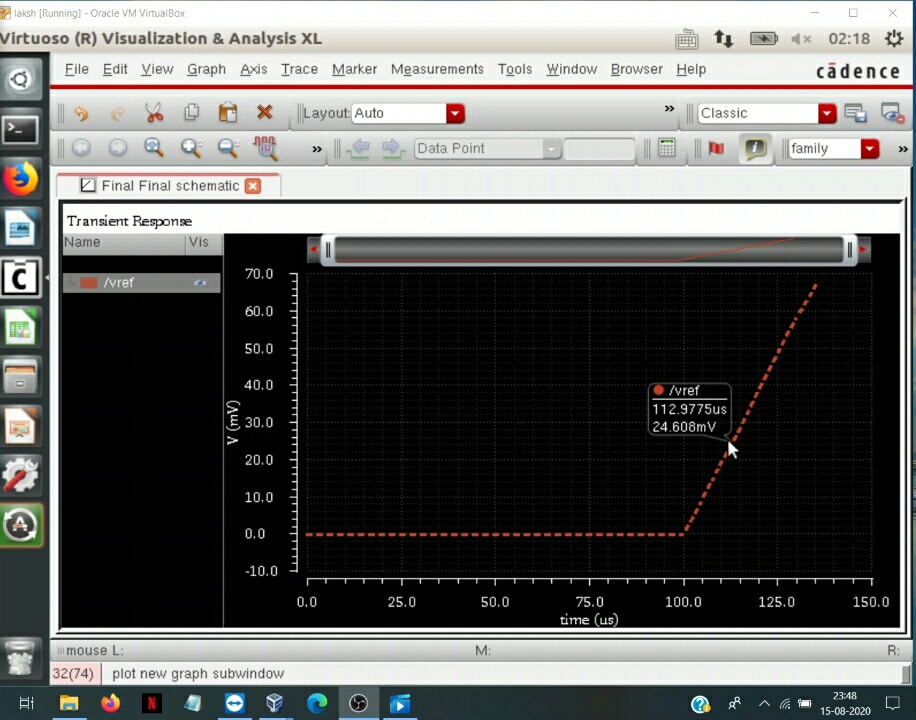 laksh [Running] - Oracle VM VirtualBox
Virtuoso (R) Visualization & Analysis XL
02:18
File Edit View Graph Axis Trace Marker Measurements Tools Window Browser Help
cādence
Layout: Auto
»
Classic
»
Data Point
family
»
Final Final schematic
Transient Response
Name Vis
/vref
70.0
60.0
50.0
40.0
30.0
20.0
10.0
0.0
-10.0
V (mV)
/vref
112.9775us
24.608mV
0.0 25.0 50.0 75.0 100.0 125.0 150.0
time (us)
mouse L: M: R:
32(74) plot new graph subwindow
23:48
15-08-2020